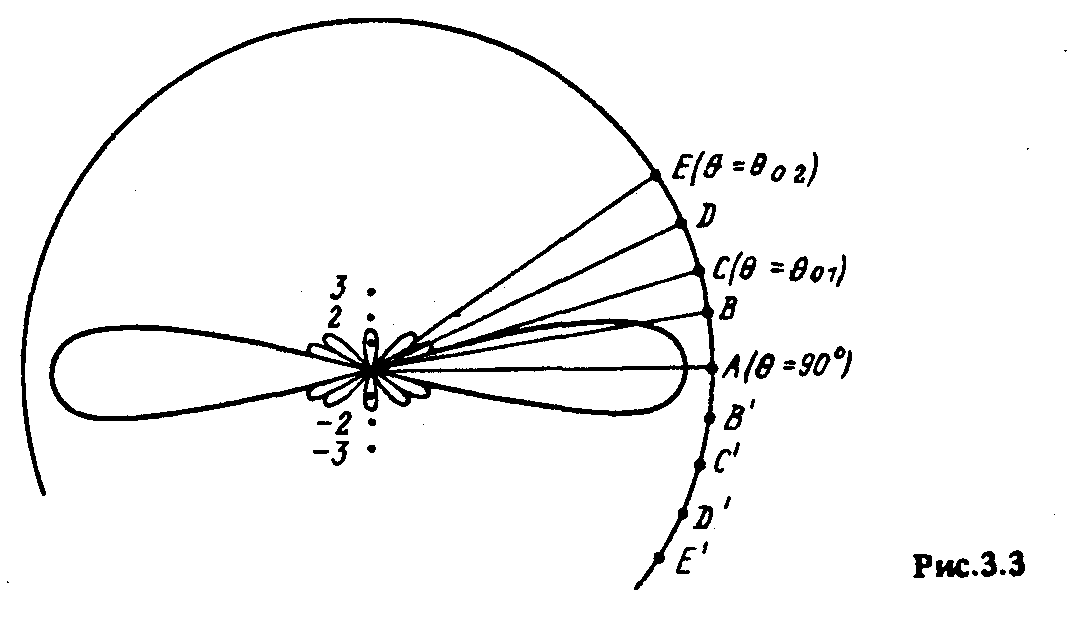 E(θ = θ₀₂)
D
C(θ = θ₀₁)
3
2
B
A(θ = 90°)
B'
-2
-3
C'
D'
E'
Рис.3.3